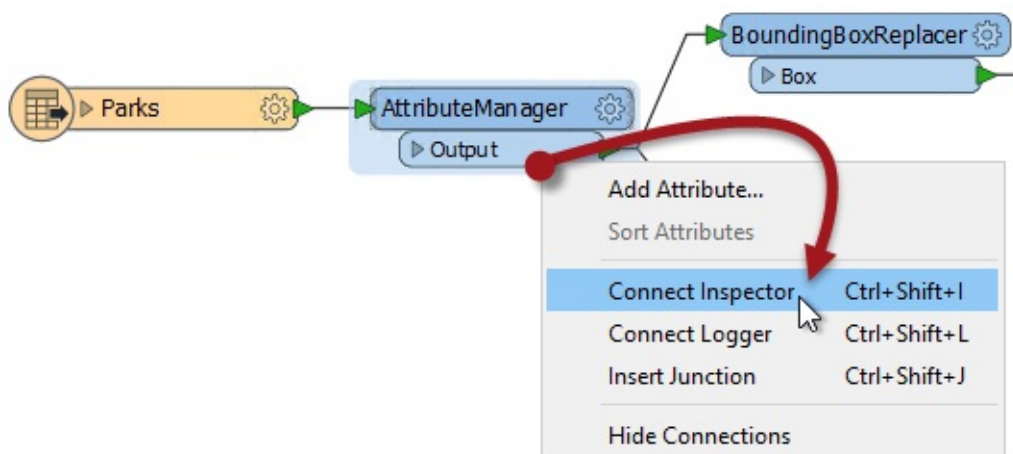 BoundingBoxReplacer
Box
Parks
AttributeManager
Output
Add Attribute...
Sort Attributes
Connect Inspector Ctrl+Shift+I
Connect Logger Ctrl+Shift+L
Insert Junction Ctrl+Shift+J
Hide Connections